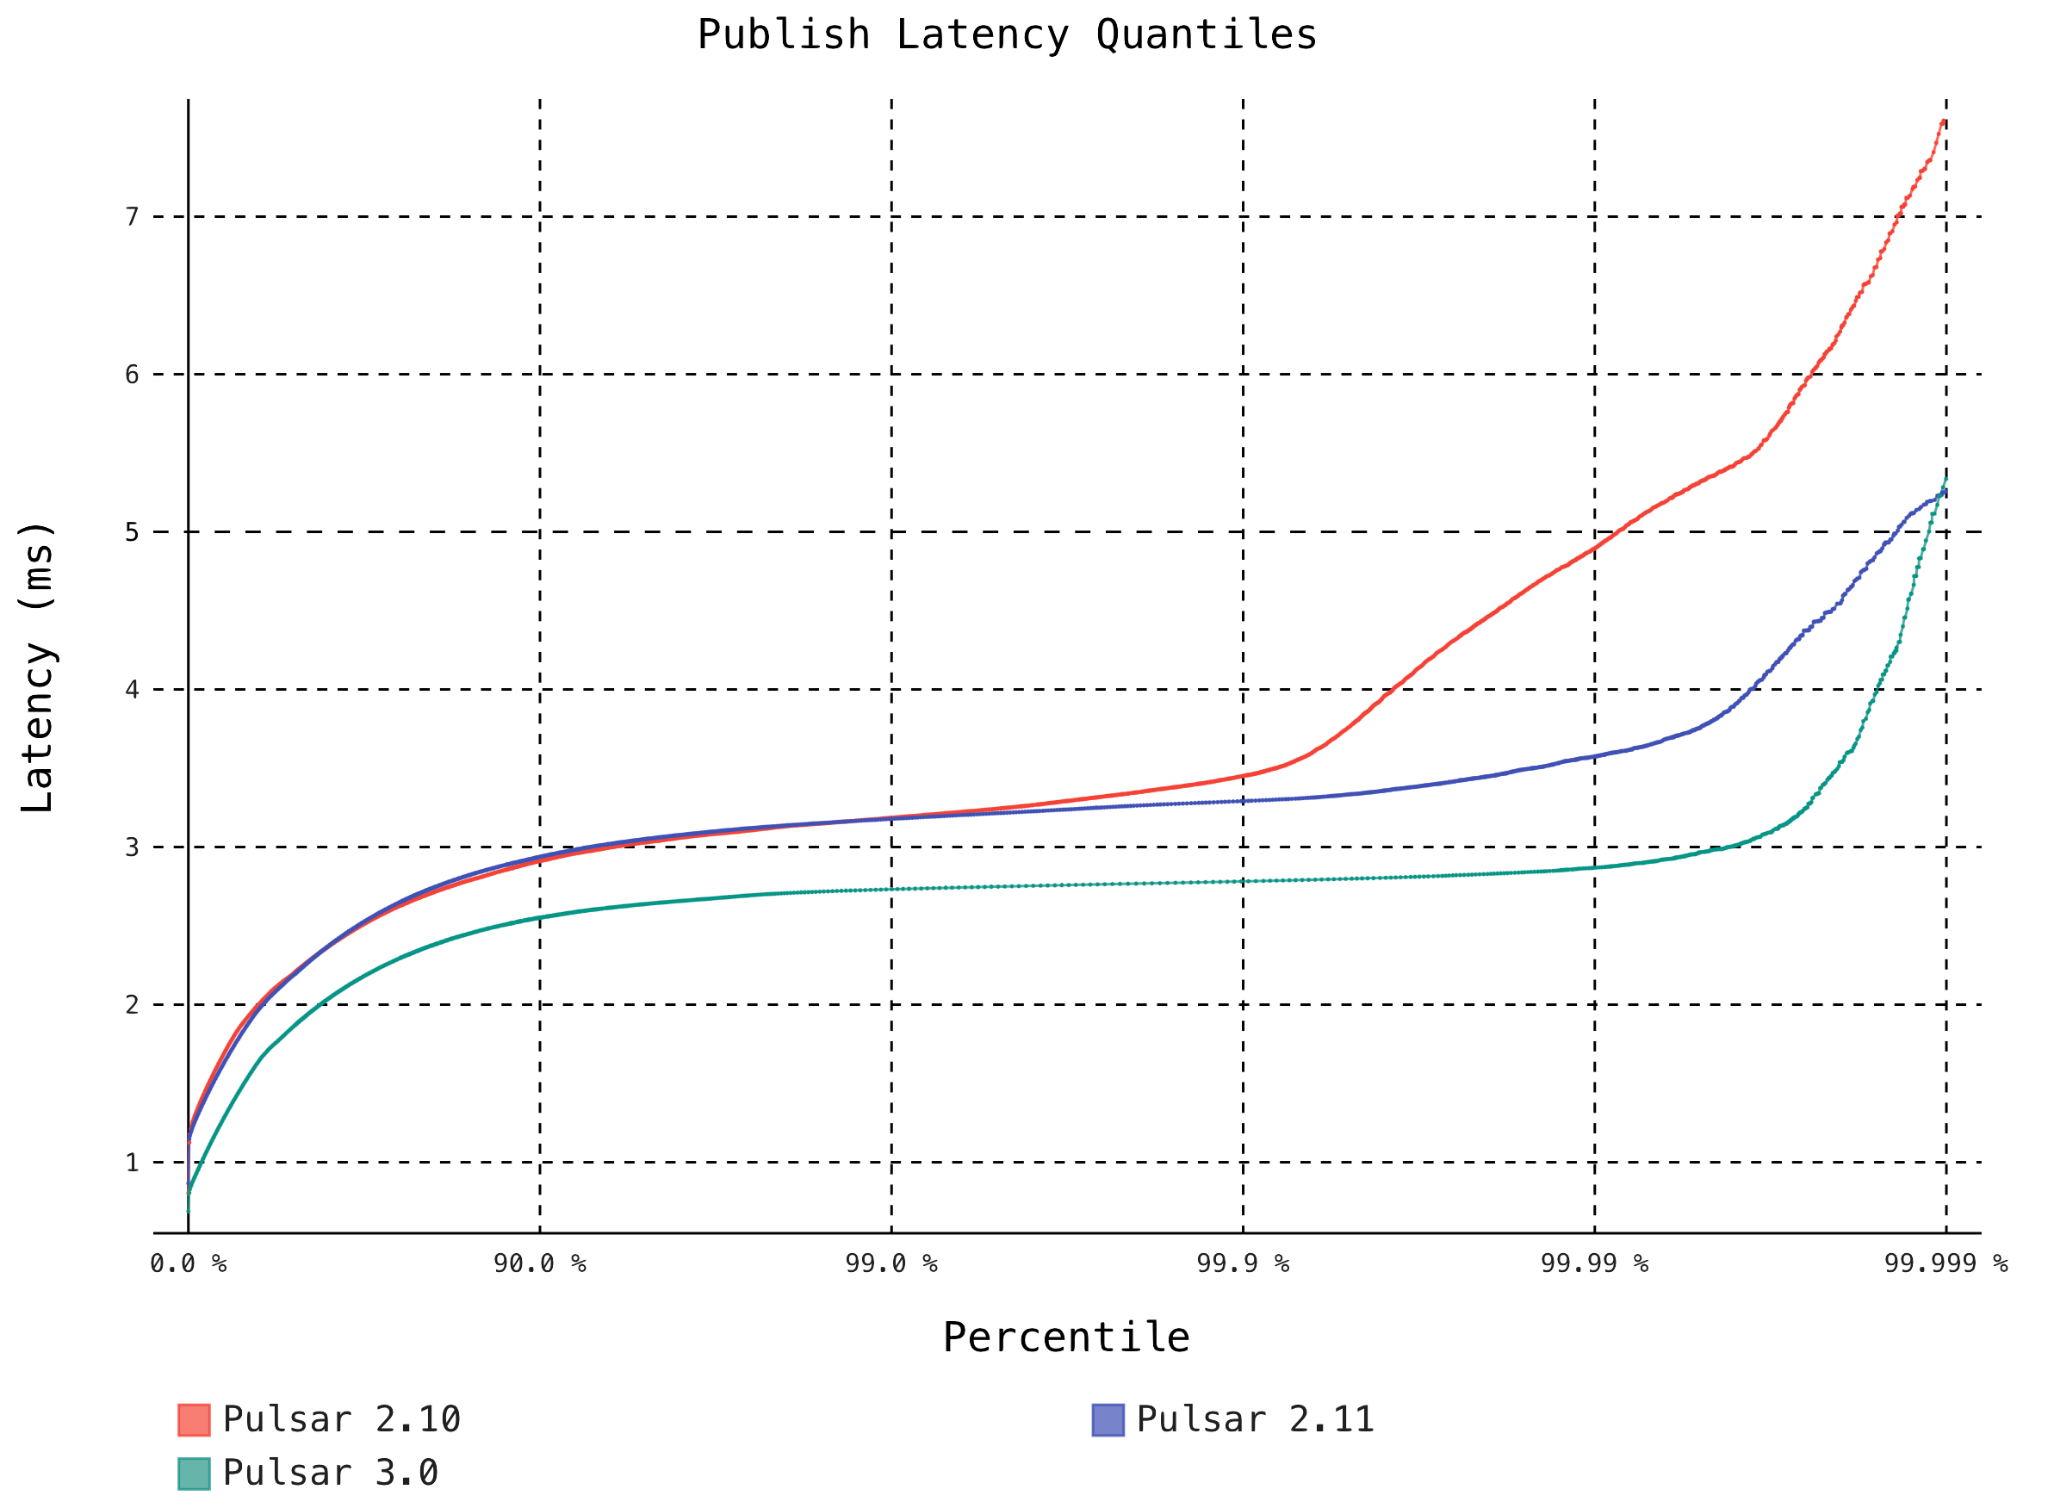 Publish Latency Quantiles
Latency (ms)
7
6
5
4
3
2
1
0.0 %
90.0 %
99.0 %
99.9 %
99.99 %
99.999 %
Percentile
Pulsar 2.10
Pulsar 2.11
Pulsar 3.0